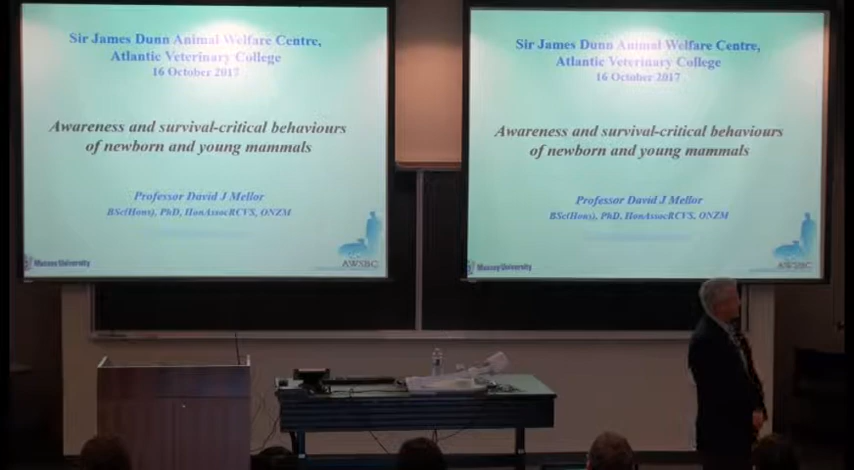 Sir James Dunn Animal Welfare Centre,
Atlantic Veterinary College
16 October 2017
Awareness and survival-critical behaviours
of newborn and young mammals
Professor David J Mellor
BSc(Hons), PhD, HonAssocRCVS, ONZM
Massey University
AWSBC
Sir James Dunn Animal Welfare Centre,
Atlantic Veterinary College
16 October 2017
Awareness and survival-critical behaviours
of newborn and young mammals
Professor David J Mellor
BSc(Hons), PhD, HonAssocRCVS, ONZM
Massey University
AWSBC